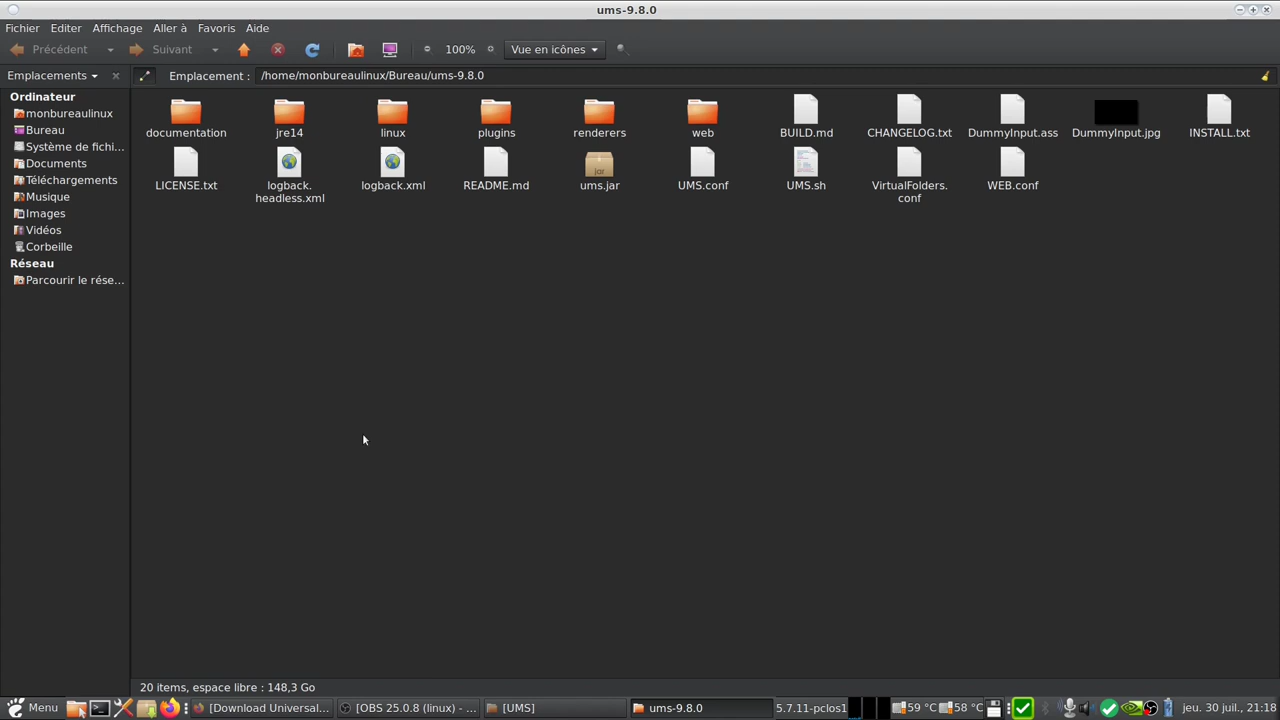 ums-9.8.0
Fichier Editer Affichage Aller à Favoris Aide
Précédent Suivant 100% Vue en icônes
Emplacements Emplacement : /home/monbureaulinux/Bureau/ums-9.8.0
Ordinateur
monbureaulinux
Bureau
Système de fichi...
Documents
Téléchargements
Musique
Images
Vidéos
Corbeille
Réseau
Parcourir le rése...
documentation jre14 linux plugins renderers web BUILD.md CHANGELOG.txt DummyInput.ass DummyInput.jpg INSTALL.txt
jar
LICENSE.txt logback. logback.xml README.md ums.jar UMS.conf UMS.sh VirtualFolders. WEB.conf
headless.xml conf
20 items, espace libre : 148,3 Go
Menu [Download Universal... [OBS 25.0.8 (linux) - ... [UMS] ums-9.8.0 5.7.11-pclos1 59 °C 58 °C jeu. 30 juil., 21:18